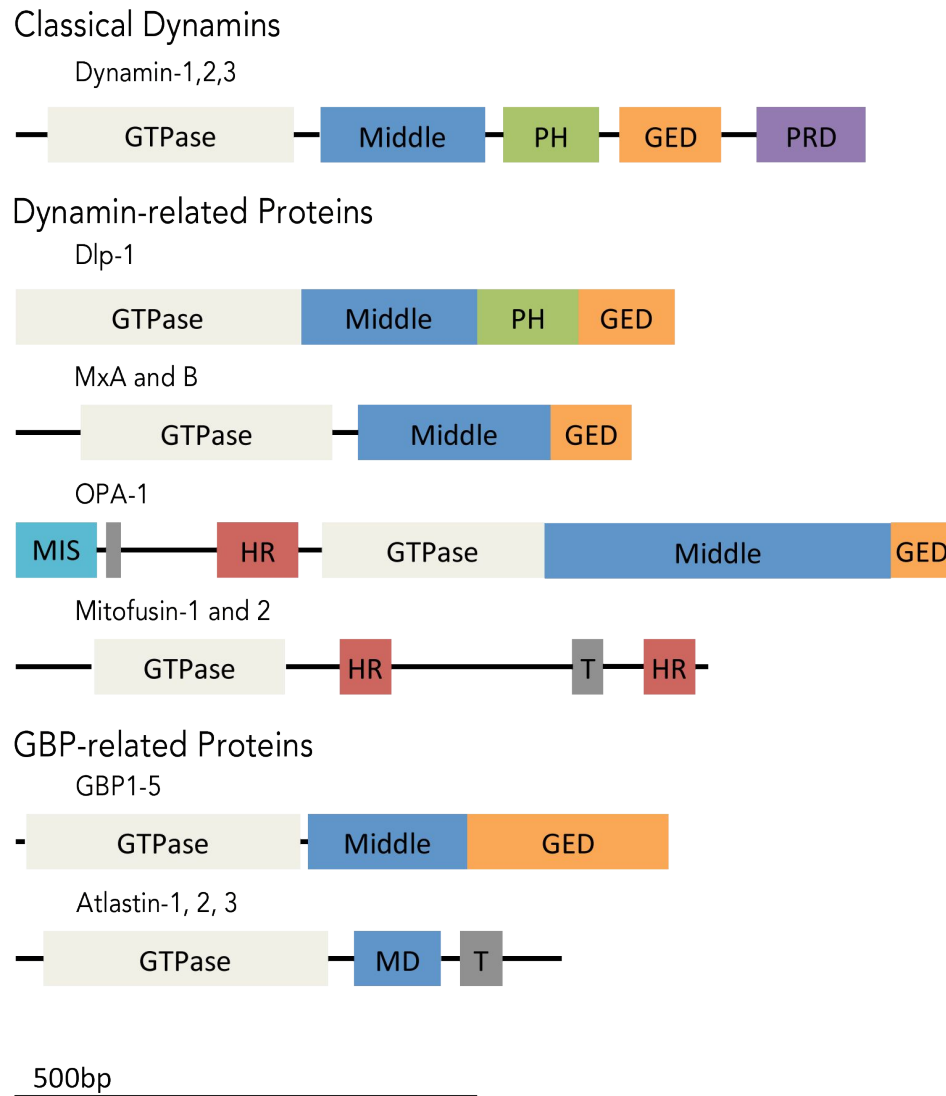 Classical Dynamins
Dynamin-1,2,3
GTPase Middle PH GED PRD
Dynamin-related Proteins
Dlp-1
GTPase Middle PH GED
MxA and B
GTPase Middle GED
OPA-1
MIS HR GTPase Middle GED
Mitofusin-1 and 2
GTPase HR T HR
GBP-related Proteins
GBP1-5
GTPase Middle GED
Atlastin-1, 2, 3
GTPase MD T
500bp